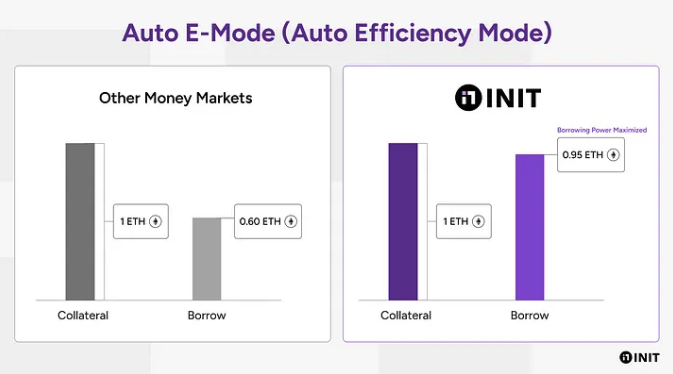 Auto E-Mode (Auto Efficiency Mode)
Other Money Markets
1 ETH
0.60 ETH
Collateral
Borrow
INIT
Borrowing Power Maximized
0.95 ETH
1 ETH
Collateral
Borrow
INIT